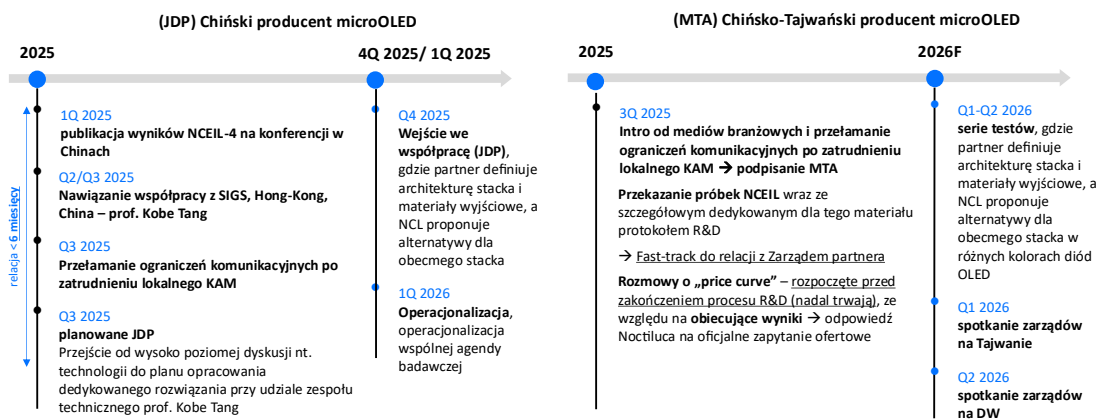 (JDP) Chiński producent microOLED
2025
4Q 2025/ 1Q 2025
relacja < 6 miesięcy
1Q 2025
publikacja wyników NCEIL-4 na konferencji w
Chinach
Q2/Q3 2025
Nawiązanie współpracy z SIGS, Hong-Kong,
China – prof. Kobe Tang
Q3 2025
Przełamanie ograniczeń komunikacyjnych po
zatrudnieniu lokalnego KAM
Q3 2025
planowane JDP
Przejście od wysoko poziomej dyskusji nt.
technologii do planu opracowania
dedykowanego rozwiązania przy udziale zespołu
technicznego prof. Kobe Tang
Q4 2025
Wejście we
współpracę (JDP),
gdzie partner definiuje
architekturę stacka i
materiały wyjściowe, a
NCL proponuje
alternatywy dla
obecnego stacka
1Q 2026
Operacjonalizacja,
operacjonalizacja
wspólnej agendy
badawczej
(MTA) Chińsko-Tajwański producent microOLED
2025
2026F
3Q 2025
Intro od mediów branżowych i przełamanie
ograniczeń komunikacyjnych po zatrudnieniu
lokalnego KAM → podpisanie MTA
Przekazanie próbek NCEIL wraz ze
szczegółowym dedykowanym dla tego materiału
protokołem R&D
→ Fast-track do relacji z Zarządem partnera
Rozmowy o „price curve” – rozpoczęte przed
zakończeniem procesu R&D (nadal trwają), ze
względu na obiecujące wyniki → odpowiedź
Noctiluca na oficjalne zapytanie ofertowe
Q1-Q2 2026
serie testów, gdzie
partner definiuje
architekturę stacka i
materiały wyjściowe, a
NCL proponuje
alternatywy dla
obecmego stacka w
różnych kolorach diód
OLED
Q1 2026
spotkanie zarządów
na Tajwanie
Q2 2026
spotkanie zarządów
na DW